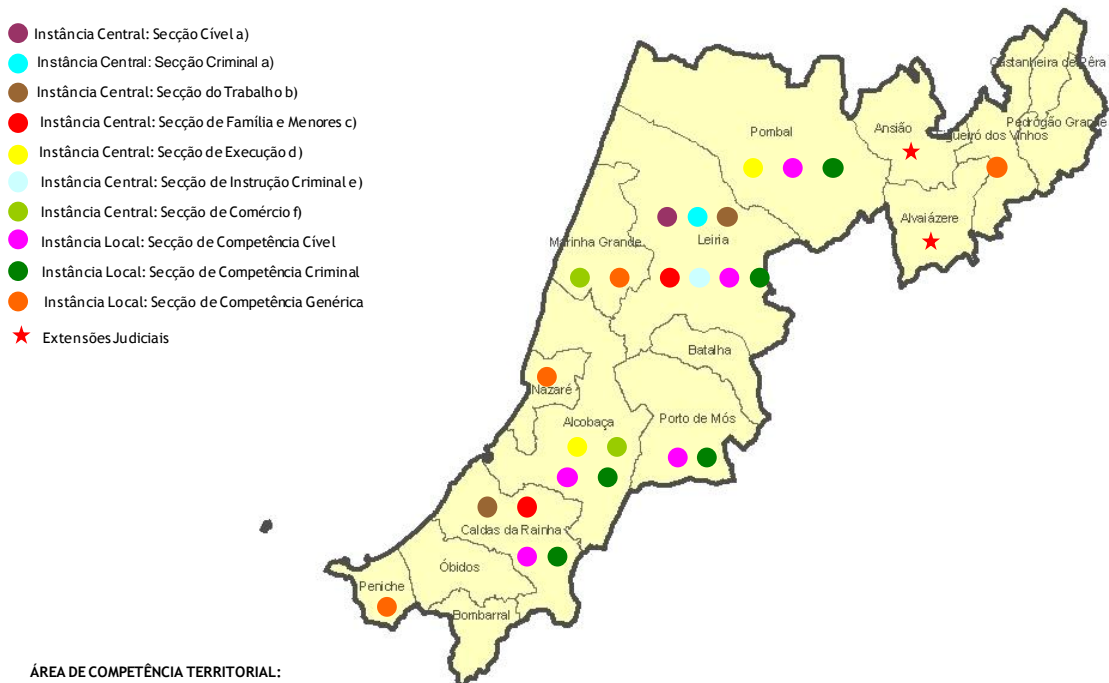 Instância Central: Secção Cível a)
Instância Central: Secção Criminal a)
Instância Central: Secção do Trabalho b)
Instância Central: Secção de Família e Menores c)
Instância Central: Secção de Execução d)
Instância Central: Secção de Instrução Criminal e)
Instância Central: Secção de Comércio f)
Instância Local: Secção de Competência Cível
Instância Local: Secção de Competência Criminal
Instância Local: Secção de Competência Genérica
Extensões Judiciais
Castanheira de Pêra
Pedrógão Grande
Figueiró dos Vinhos
Ansião
Pombal
Alvaiázere
Leiria
Marinha Grande
Batalha
Nazaré
Alcobaça
Porto de Mós
Caldas da Rainha
Óbidos
Peniche
Bombarral
ÁREA DE COMPETÊNCIA TERRITORIAL: